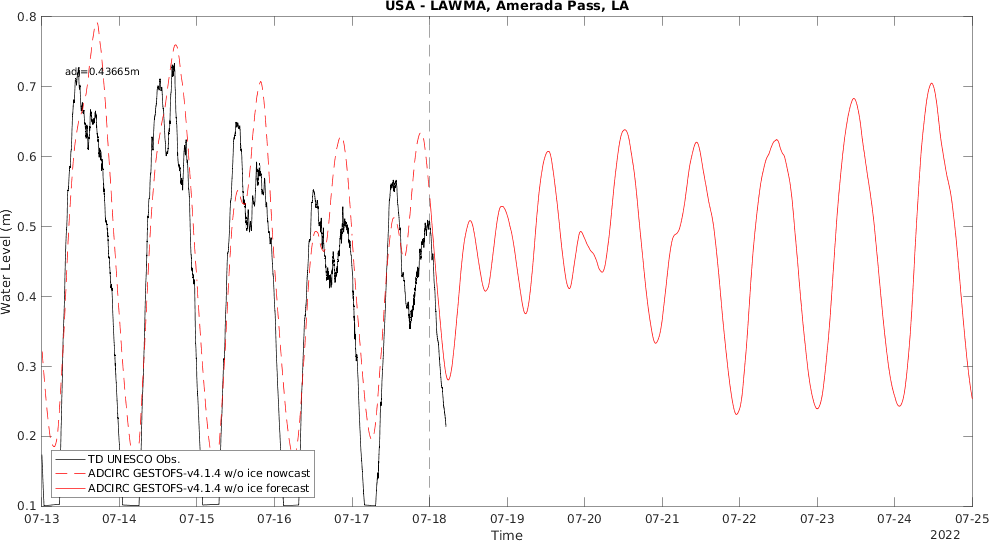 USA - LAWMA, Amerada Pass, LA
0.8
adj=0.43665m
0.7
0.6
0.5
0.4
0.3
0.2
0.1
Water Level (m)
TD UNESCO Obs.
ADCIRC GESTOFS-v4.1.4 w/o ice nowcast
ADCIRC GESTOFS-v4.1.4 w/o ice forecast
07-13 07-14 07-15 07-16 07-17 07-18 07-19 07-20 07-21 07-22 07-23 07-24 07-25
Time
2022